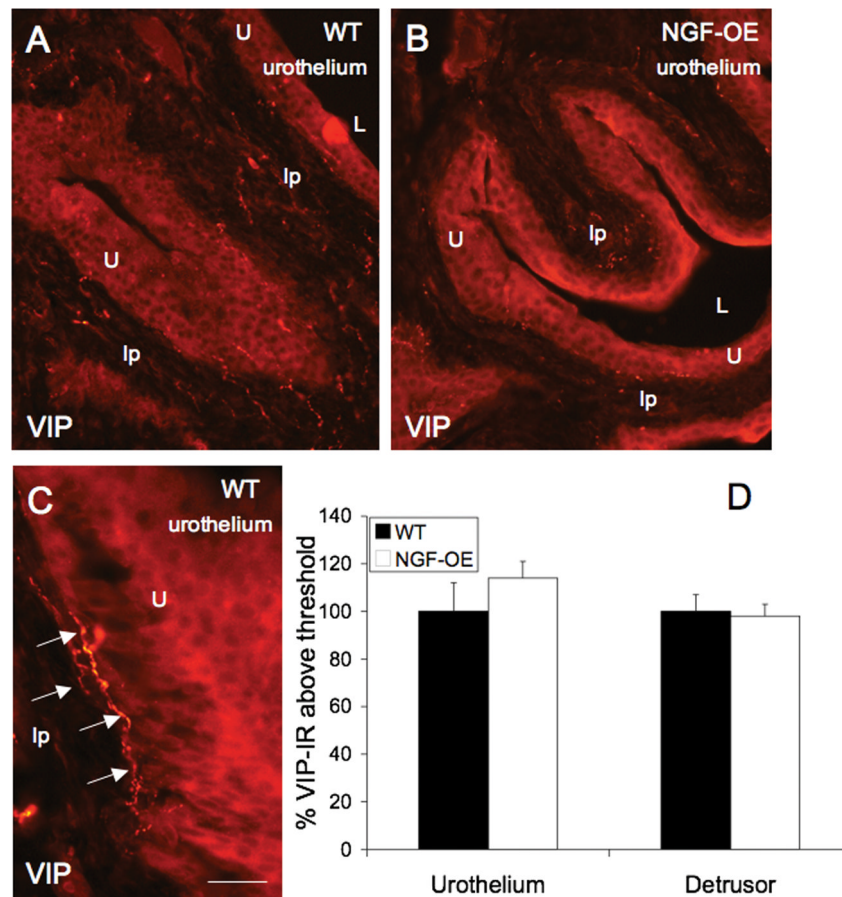 A
U
WT
urothelium
L
lp
U
lp
VIP
B
NGF-OE
urothelium
U
lp
L
U
lp
VIP
C
WT
urothelium
U
lp
VIP
D
% VIP-IR above threshold
140
120
100
80
60
40
20
0
WT
NGF-OE
Urothelium
Detrusor